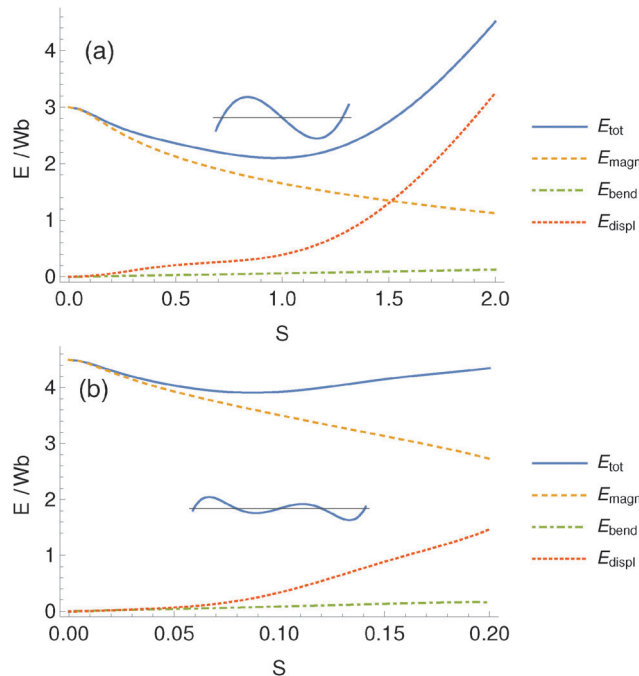 (a)
E /Wb
4
3
2
1
0
0.0 0.5 1.0 1.5 2.0
S
E_tot
E_magn
E_bend
E_displ
(b)
E /Wb
4
3
2
1
0
0.00 0.05 0.10 0.15 0.20
S
E_tot
E_magn
E_bend
E_displ